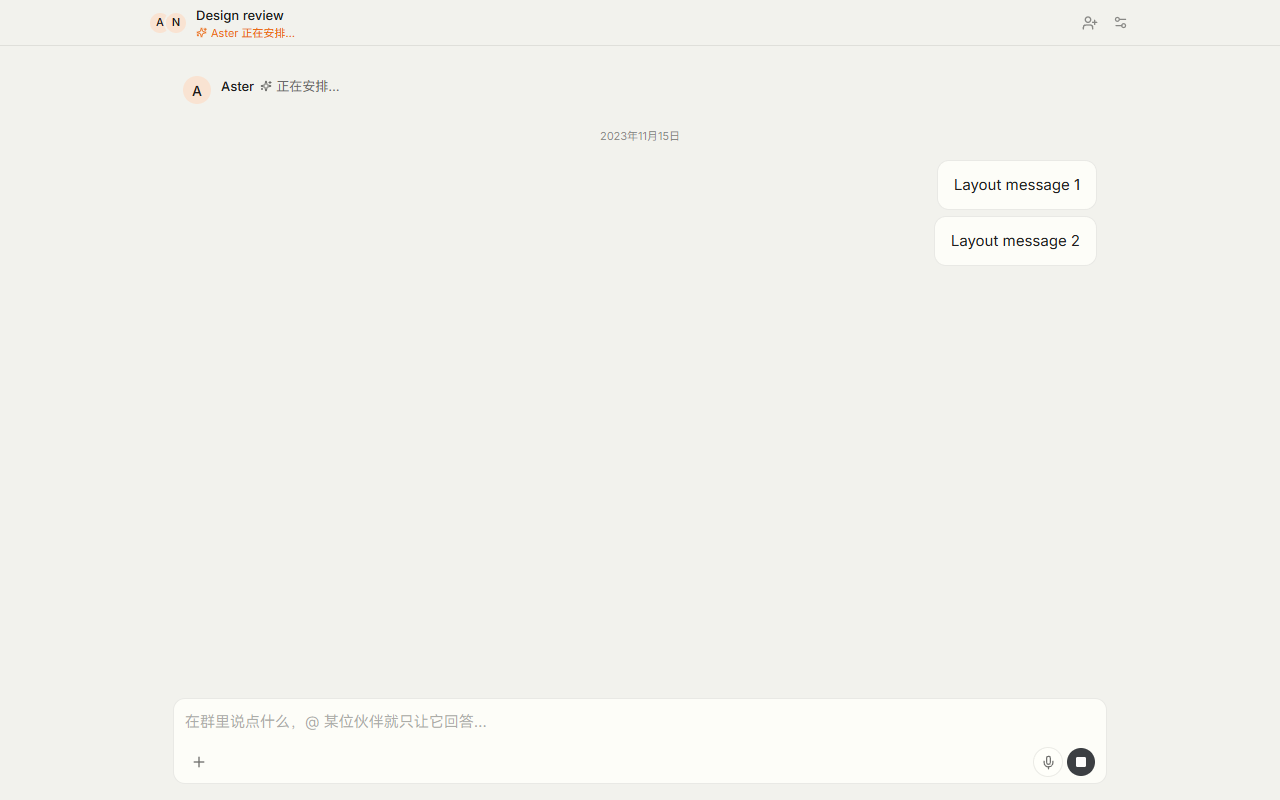 A N Design review
Aster 正在安排...
A Aster 正在安排...
2023年11月15日
Layout message 1
Layout message 2
在群里说点什么，@ 某位伙伴就只让它回答...